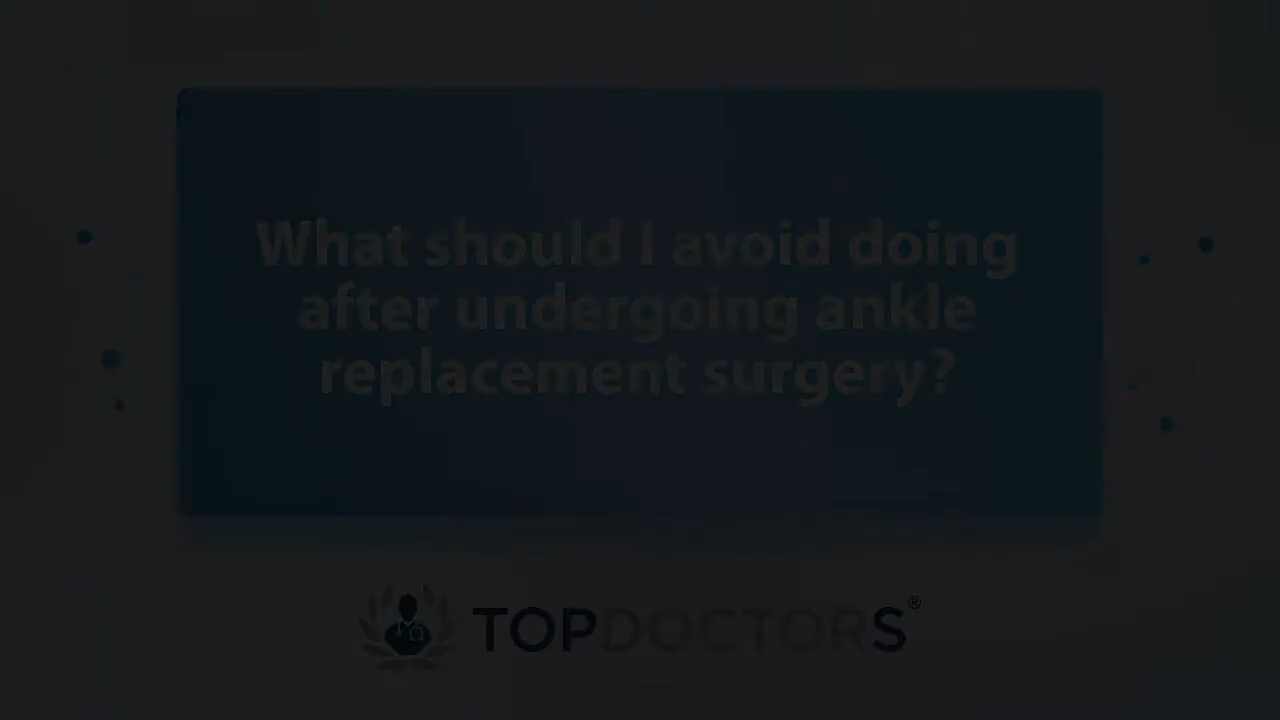 What should I avoid doing
after undergoing ankle
replacement surgery?
TOPDOCTORS®